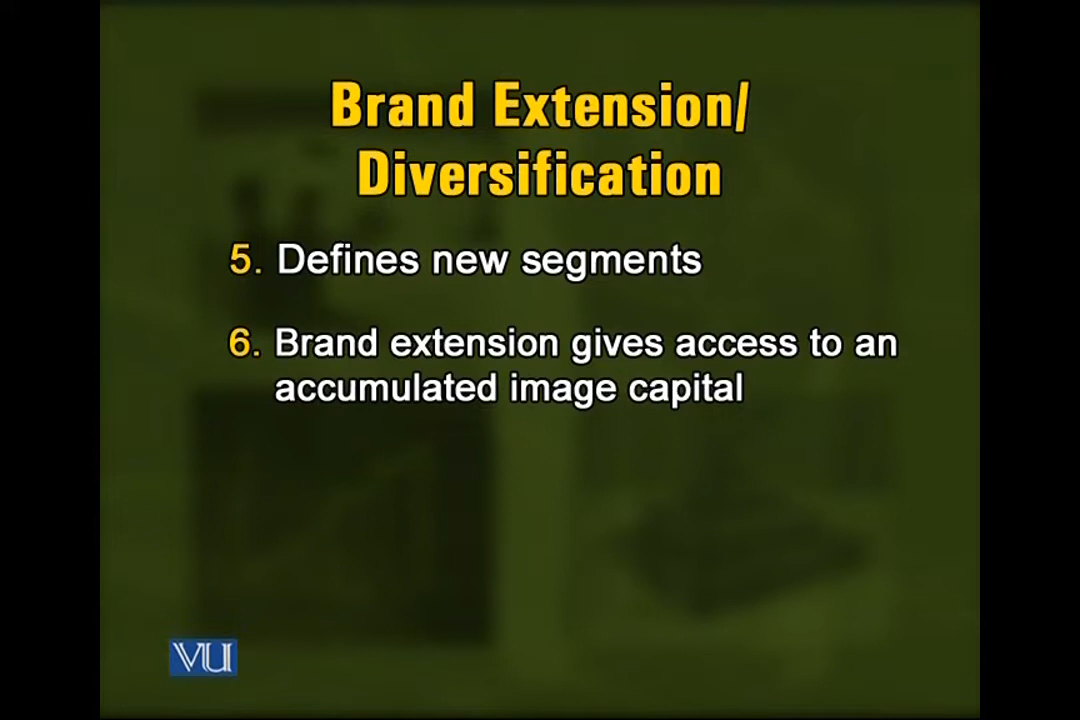 Brand Extension/
Diversification
5. Defines new segments
6. Brand extension gives access to an
accumulated image capital
VU